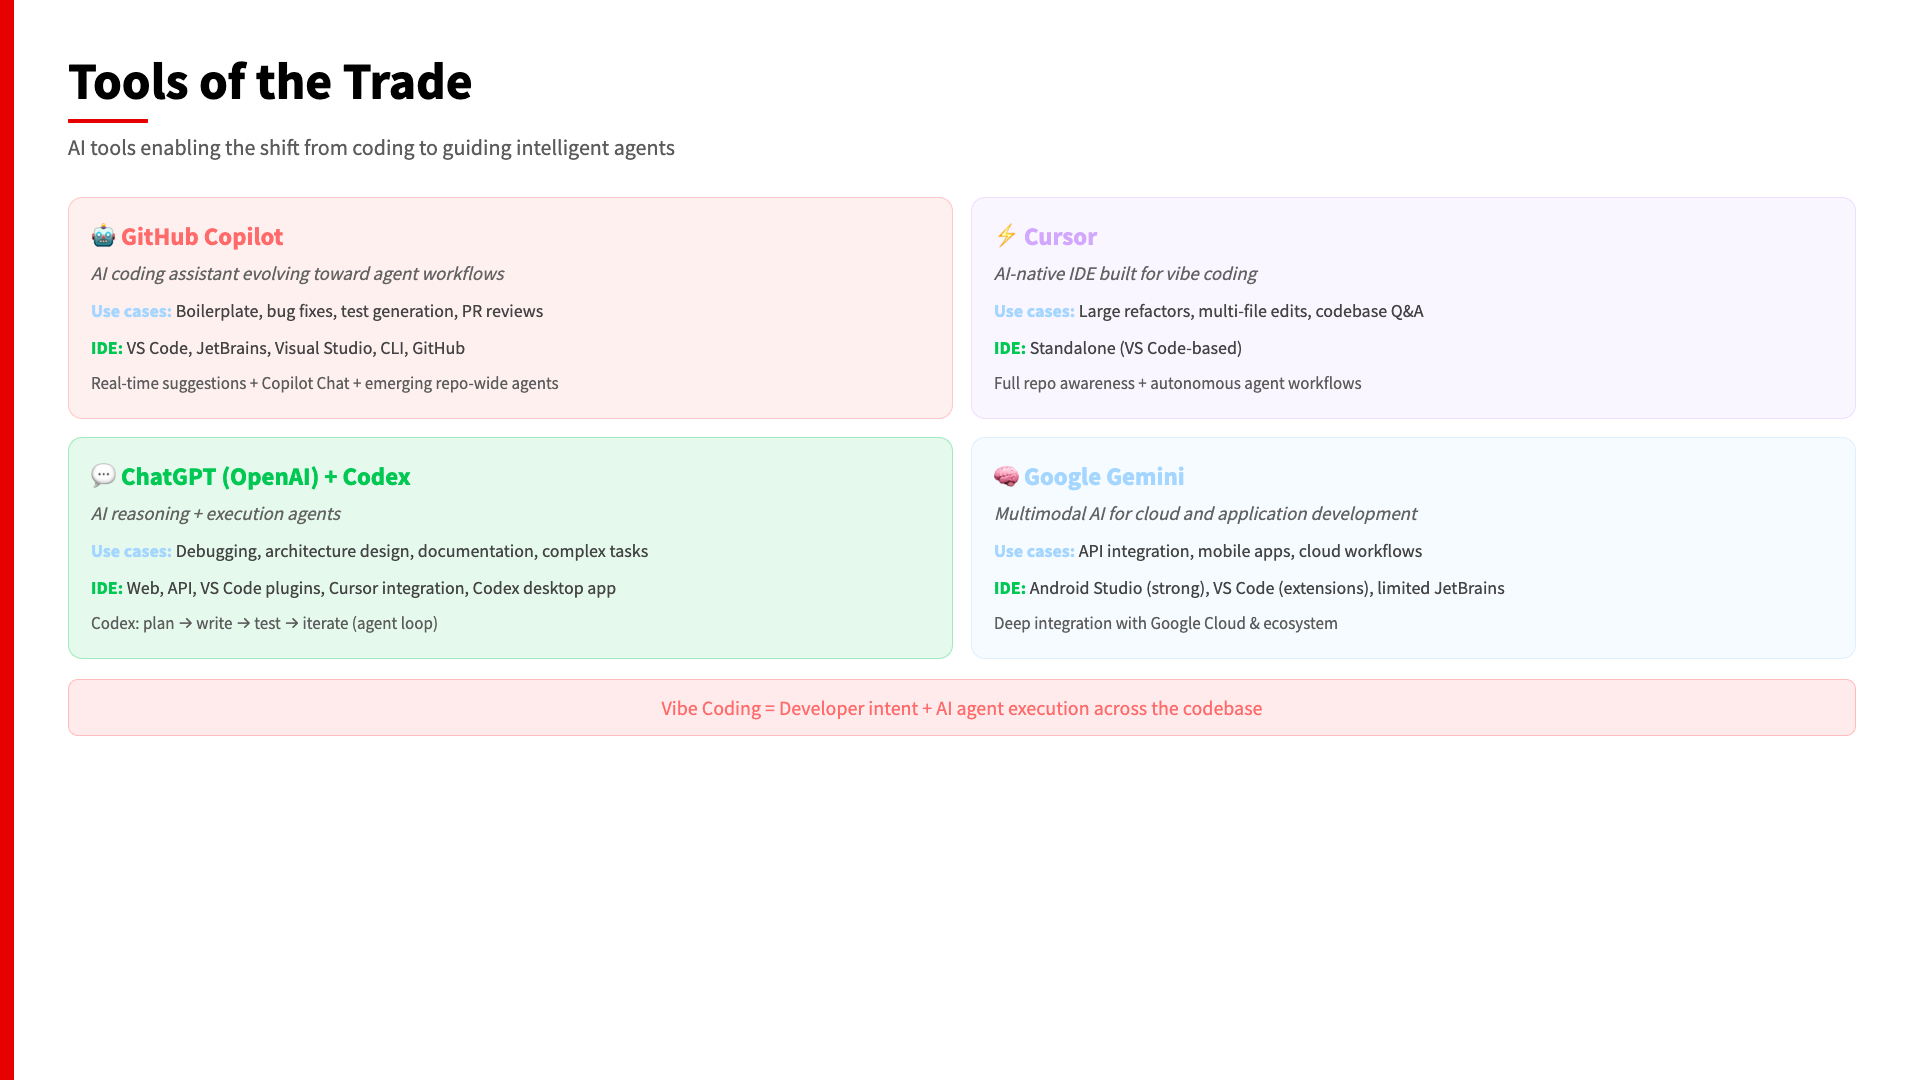 Tools of the Trade
AI tools enabling the shift from coding to guiding intelligent agents
🤖 GitHub Copilot
AI coding assistant evolving toward agent workflows
Use cases: Boilerplate, bug fixes, test generation, PR reviews
IDE: VS Code, JetBrains, Visual Studio, CLI, GitHub
Real-time suggestions + Copilot Chat + emerging repo-wide agents
⚡ Cursor
AI-native IDE built for vibe coding
Use cases: Large refactors, multi-file edits, codebase Q&A
IDE: Standalone (VS Code-based)
Full repo awareness + autonomous agent workflows
💬 ChatGPT (OpenAI) + Codex
AI reasoning + execution agents
Use cases: Debugging, architecture design, documentation, complex tasks
IDE: Web, API, VS Code plugins, Cursor integration, Codex desktop app
Codex: plan → write → test → iterate (agent loop)
🧠 Google Gemini
Multimodal AI for cloud and application development
Use cases: API integration, mobile apps, cloud workflows
IDE: Android Studio (strong), VS Code (extensions), limited JetBrains
Deep integration with Google Cloud & ecosystem
Vibe Coding = Developer intent + AI agent execution across the codebase